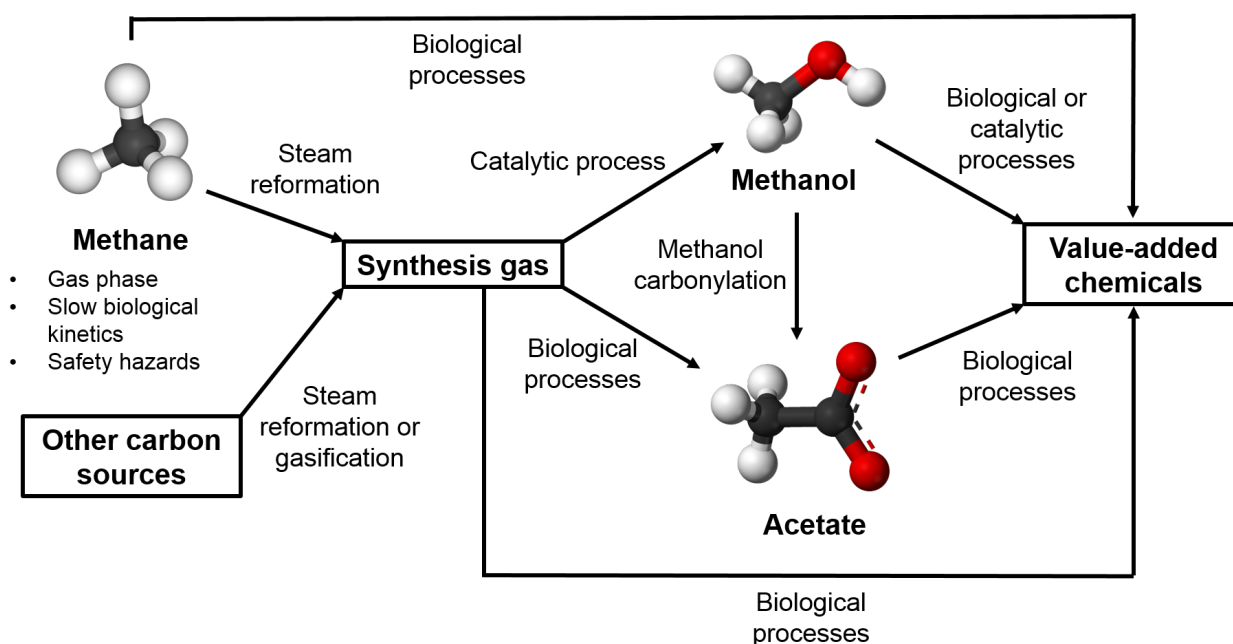 Biological
processes
Steam
reformation
Catalytic process
Biological or
catalytic
processes
Methane
• Gas phase
• Slow biological
kinetics
• Safety hazards
Synthesis gas
Methanol
Methanol
carbonylation
Value-added
chemicals
Biological
processes
Biological
processes
Steam
reformation or
gasification
Other carbon
sources
Acetate
Biological
processes